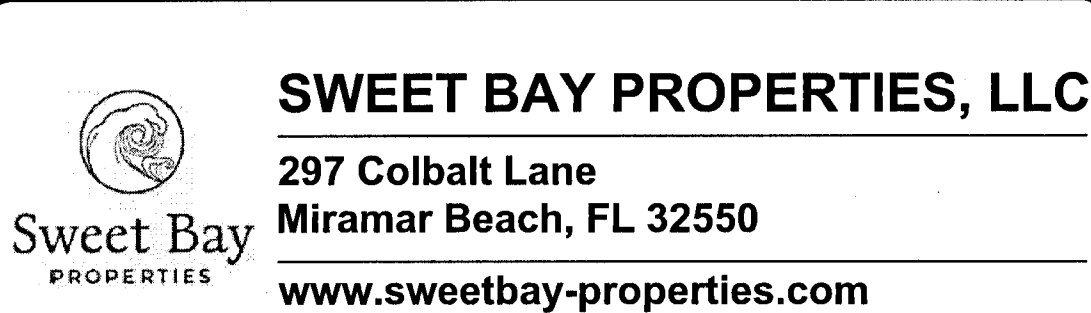 SWEET BAY PROPERTIES, LLC
297 Colbalt Lane
Miramar Beach, FL 32550
www.sweetbay-properties.com
Sweet Bay
PROPERTIES